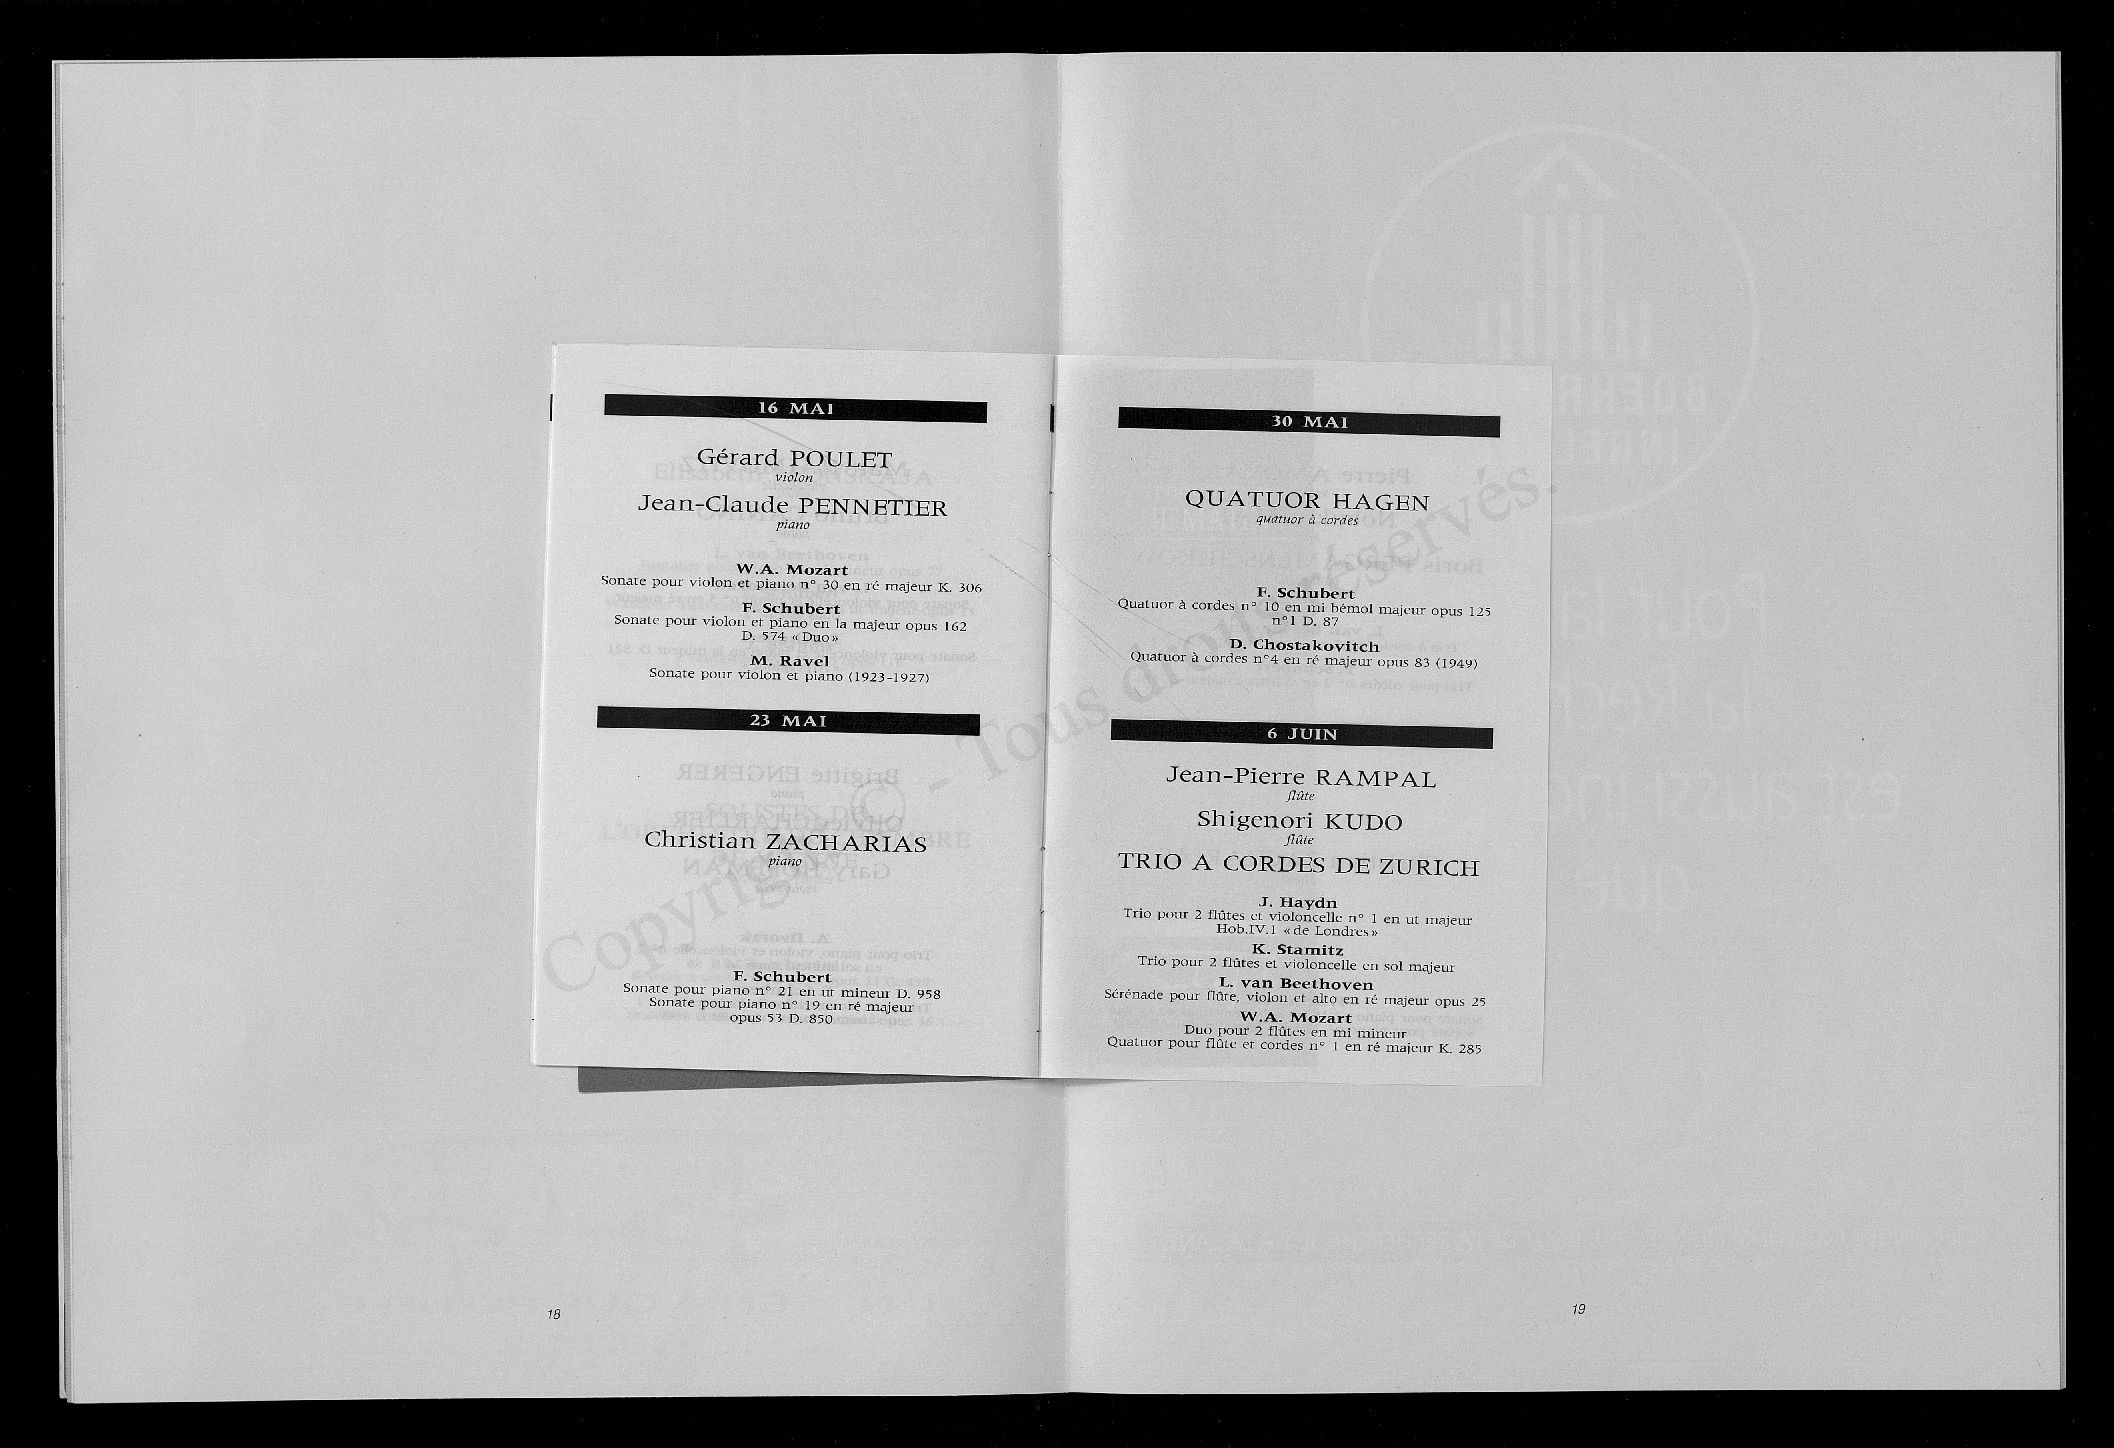 16 MAI
Gérard POULET
violon
Jean-Claude PENNETIER
piano
W.A. Mozart
Sonate pour violon et piano n° 30 en ré majeur K. 306
F. Schubert
Sonate pour violon et piano en la majeur opus 162
D. 574 «Duo»
M. Ravel
Sonate pour violon et piano (1923-1927)
23 MAI
Christian ZACHARIAS
piano
F. Schubert
Sonate pour piano n° 21 en ut mineur D. 958
Sonate pour piano n° 19 en ré majeur
opus 53 D. 850
30 MAI
QUATUOR HAGEN
quatuor à cordes
F. Schubert
Quatuor à cordes n° 10 en mi bémol majeur opus 125
n°1 D. 87
D. Chostakovitch
Quatuor à cordes n°4 en ré majeur opus 83 (1949)
6 JUIN
Jean-Pierre RAMPAL
flûte
Shigenori KUDO
flûte
TRIO A CORDES DE ZURICH
J. Haydn
Trio pour 2 flûtes et violoncelle n° 1 en ut majeur
Hob.IV.1 «de Londres»
K. Stamitz
Trio pour 2 flûtes et violoncelle en sol majeur
L. van Beethoven
Sérénade pour flûte, violon et alto en ré majeur opus 25
W.A. Mozart
Duo pour 2 flûtes en mi mineur
Quatuor pour flûte et cordes n° 1 en ré majeur K. 285
Copyright © - Tous droits réservés.
18
19